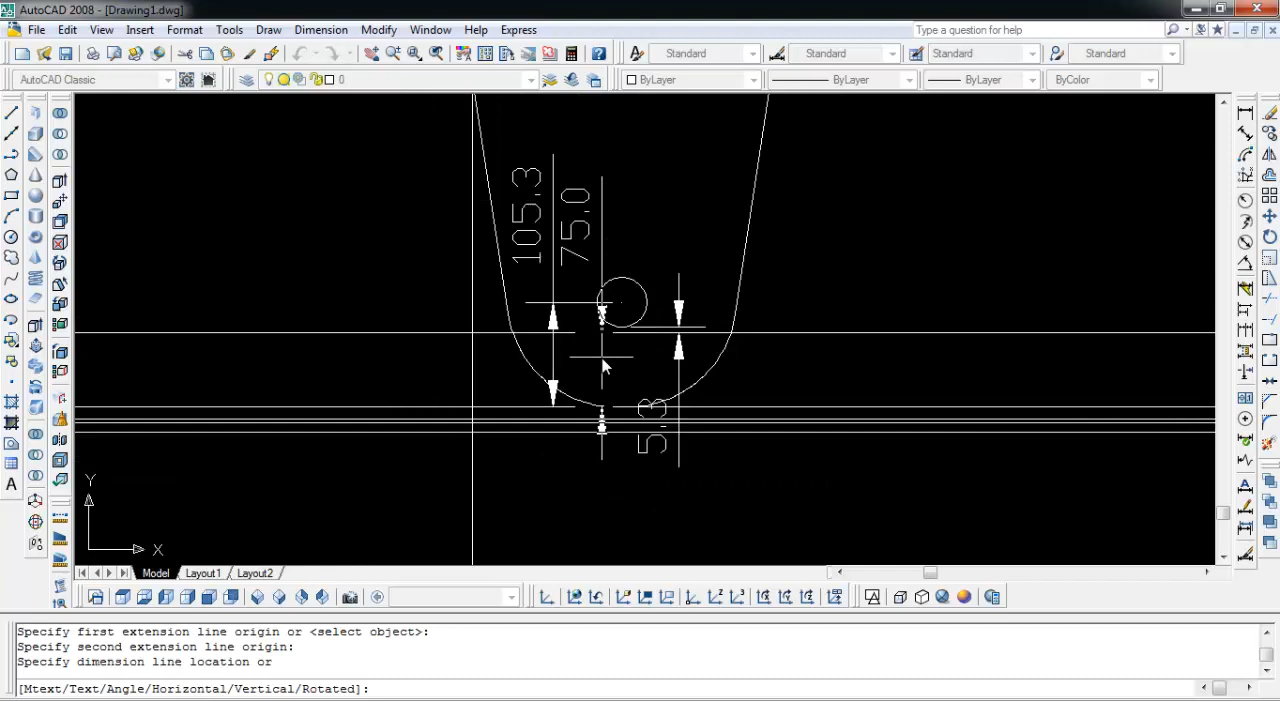 AutoCAD 2008 - [Drawing1.dwg]
File Edit View Insert Format Tools Draw Dimension Modify Window Help Express
Type a question for help
Standard Standard Standard Standard
AutoCAD Classic 0 ByLayer ByLayer ByLayer ByColor
105.3
75.0
5.3
Y
X
Model Layout1 Layout2
Specify first extension line origin or <select object>:
Specify second extension line origin:
Specify dimension line location or
[Mtext/Text/Angle/Horizontal/Vertical/Rotated]: